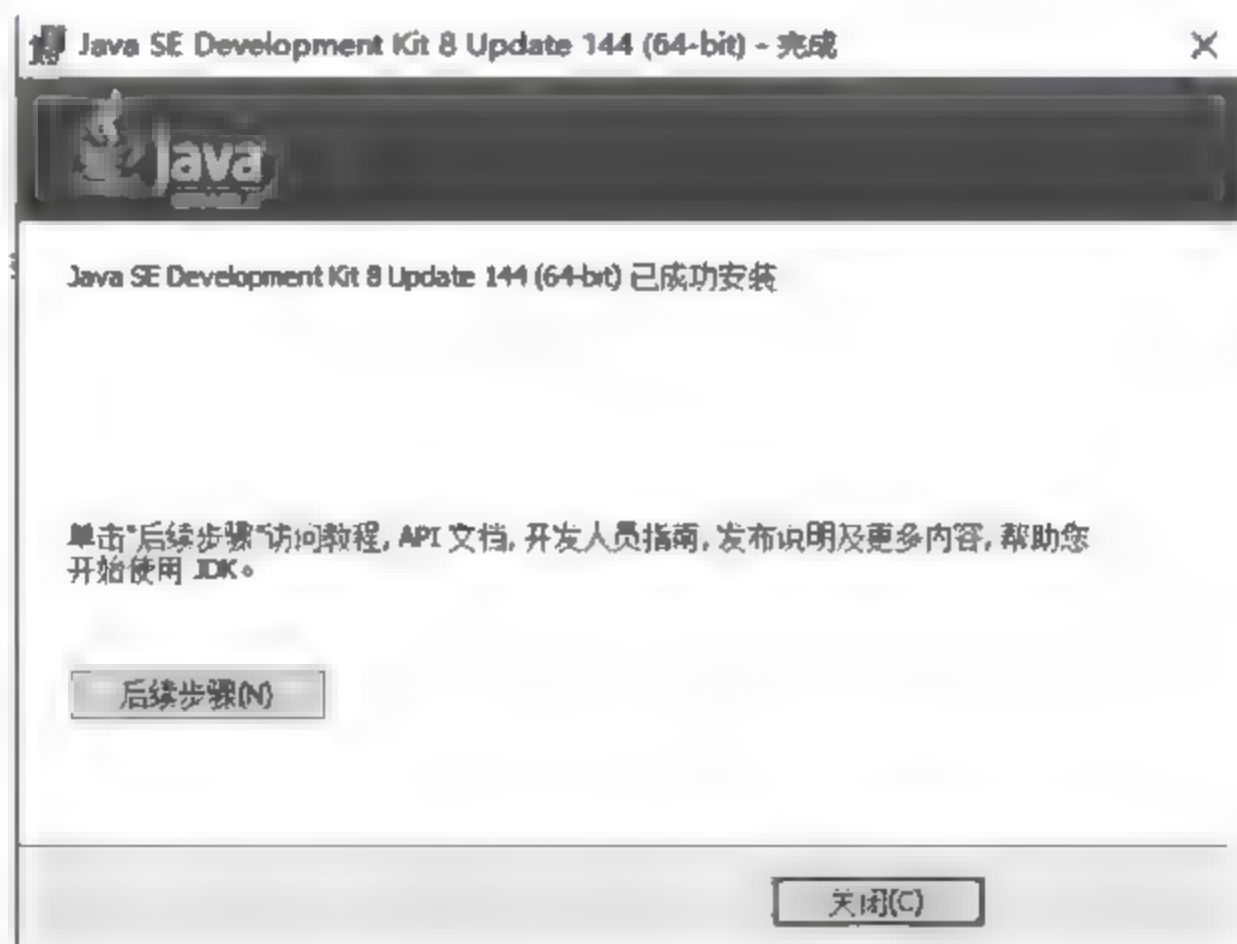 Java SE Development Kit 8 Update 144 (64-bit) - 完成
Java
Java SE Development Kit 8 Update 144 (64-bit) 已成功安装
单击"后续步骤"访问教程, API 文档, 开发人员指南, 发布说明及更多内容, 帮助您
开始使用 JDK。
后续步骤(N)
关闭(C)